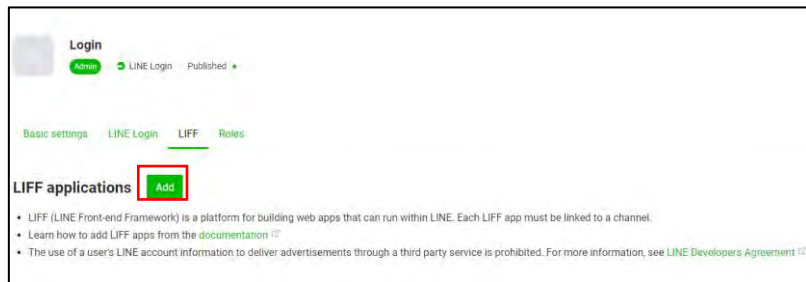 Login
Admin LINE Login Published
Basic settings LINE Login LIFF Roles
LIFF applications Add
• LIFF (LINE Front-end Framework) is a platform for building web apps that can run within LINE. Each LIFF app must be linked to a channel.
• Learn how to add LIFF apps from the documentation
• The use of a user's LINE account information to deliver advertisements through a third party service is prohibited. For more information, see LINE Developers Agreement